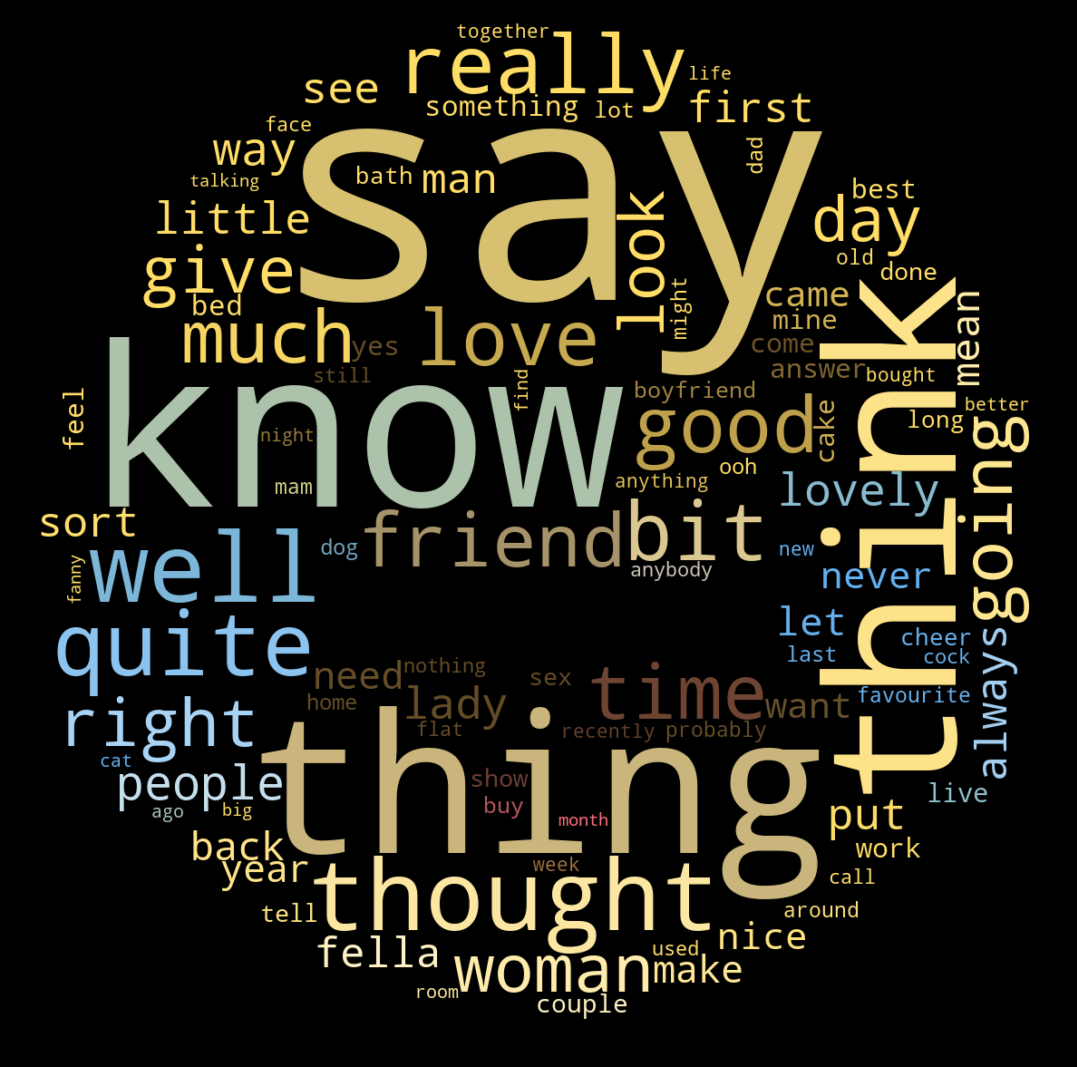 together
really
life
see
something
lot
first
say
face
way
dad
talking
bath
man
best
little
look
day
old
done
give
might
came
bed
mine
much
yes
love
come
think
mean
know
still
find
answer
bought
boyfriend
better
feel
good
cake
long
night
ooh
going
mam
anything
lovely
sort
well
dog
friend
bit
new
anybody
never
fanny
quite
let
cheer
last
cock
always
need
nothing
sex
time
favourite
home
lady
want
right
flat
recently
probably
cat
people
thing
show
live
ago
big
buy
month
put
back
work
year
week
thought
call
tell
around
fella
nice
used
woman
make
room
couple